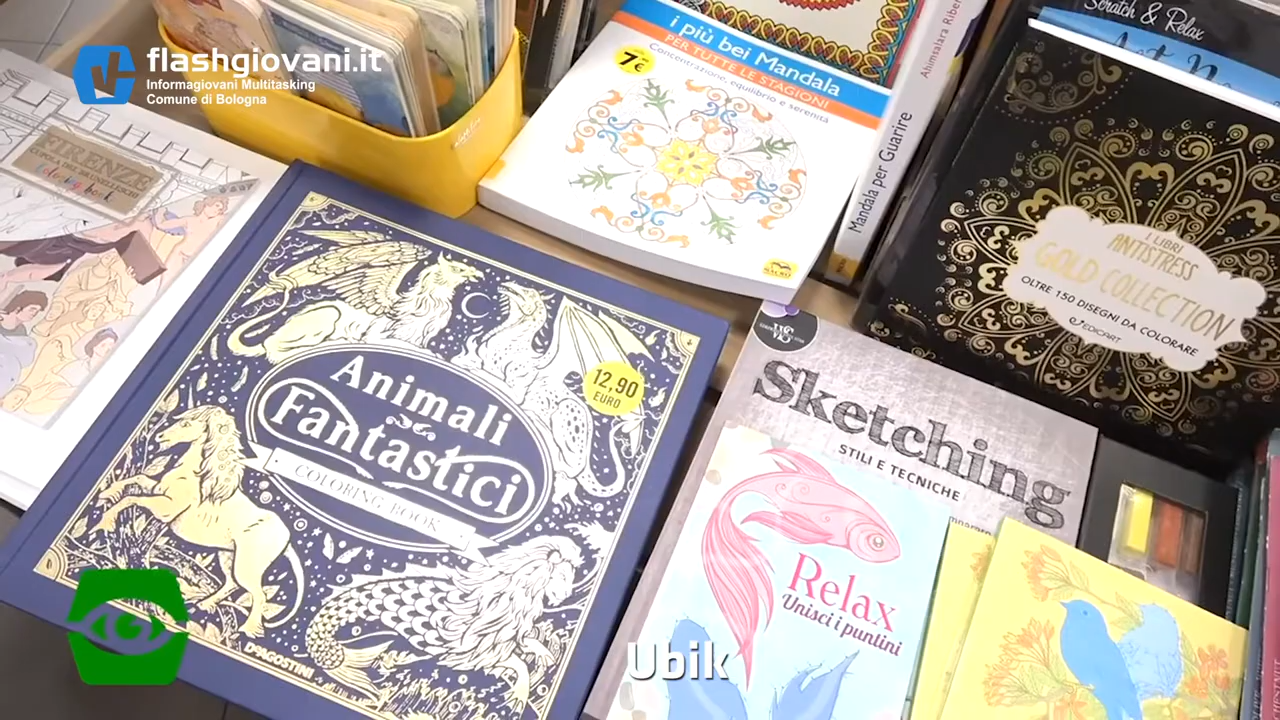 flashgiovani.it
Informagiovani Multitasking
Comune di Bologna
FIRENZE
coloring book
i più bei Mandala
PER TUTTE LE STAGIONI
Concentrazione, equilibrio e serenità
7€
MACRO
Mandala per Guarire
Scratch & Relax
I LIBRI
ANTISTRESS
GOLD COLLECTION
OLTRE 150 DISEGNI DA COLORARE
EDICART
Animali
Fantastici
COLORING BOOK
12,90
EURO
DEAGOSTINI
Sketching
STILI E TECNICHE
Relax
Unisci i puntini
Ubik